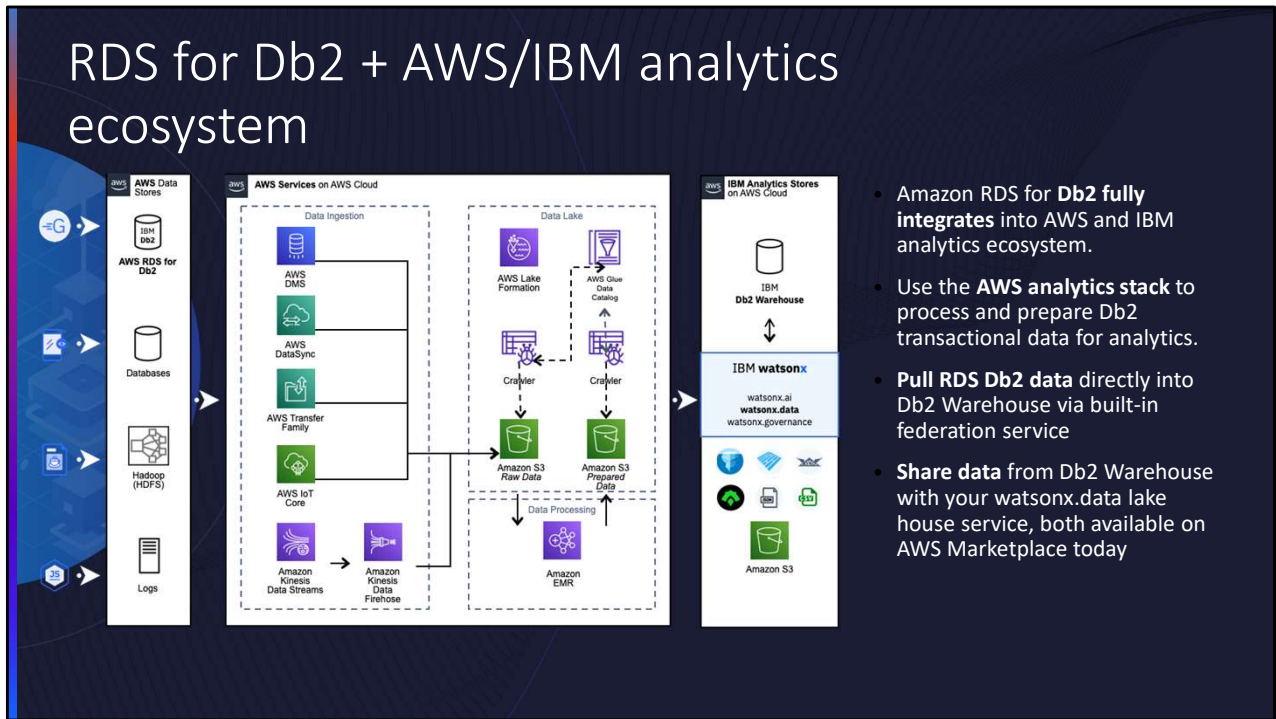 RDS for Db2 + AWS/IBM analytics
ecosystem
aws
AWS Data
Stores
IBM
Db2
AWS RDS for
Db2
Databases
Hadoop
(HDFS)
Logs
G
JS
aws
AWS Services on AWS Cloud
Data Ingestion
AWS
DMS
AWS
DataSync
AWS Transfer
Family
AWS IoT
Core
Amazon
Kinesis
Data Streams
Amazon
Kinesis
Data
Firehose
Data Lake
AWS Lake
Formation
AWS Glue
Data
Catalog
Crawler
Crawler
Amazon S3
Raw Data
Amazon S3
Prepared
Data
Data Processing
Amazon
EMR
aws
IBM Analytics Stores
on AWS Cloud
IBM
Db2 Warehouse
IBM watsonx
watsonx.ai
watsonx.data
watsonx.governance
Amazon S3
• Amazon RDS for Db2 fully
integrates into AWS and IBM
analytics ecosystem.
• Use the AWS analytics stack to
process and prepare Db2
transactional data for analytics.
• Pull RDS Db2 data directly into
Db2 Warehouse via built-in
federation service
• Share data from Db2 Warehouse
with your watsonx.data lake
house service, both available on
AWS Marketplace today